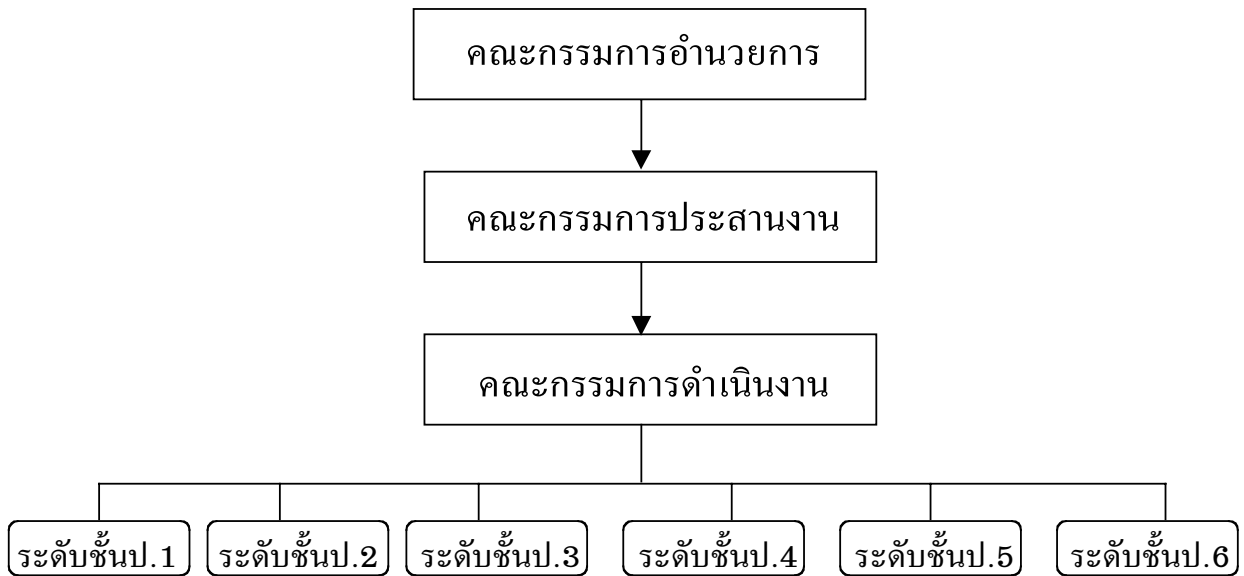 คณะกรรมการอำนวยการ
คณะกรรมการประสานงาน
คณะกรรมการดำเนินงาน
ระดับชั้นป.1
ระดับชั้นป.2
ระดับชั้นป.3
ระดับชั้นป.4
ระดับชั้นป.5
ระดับชั้นป.6